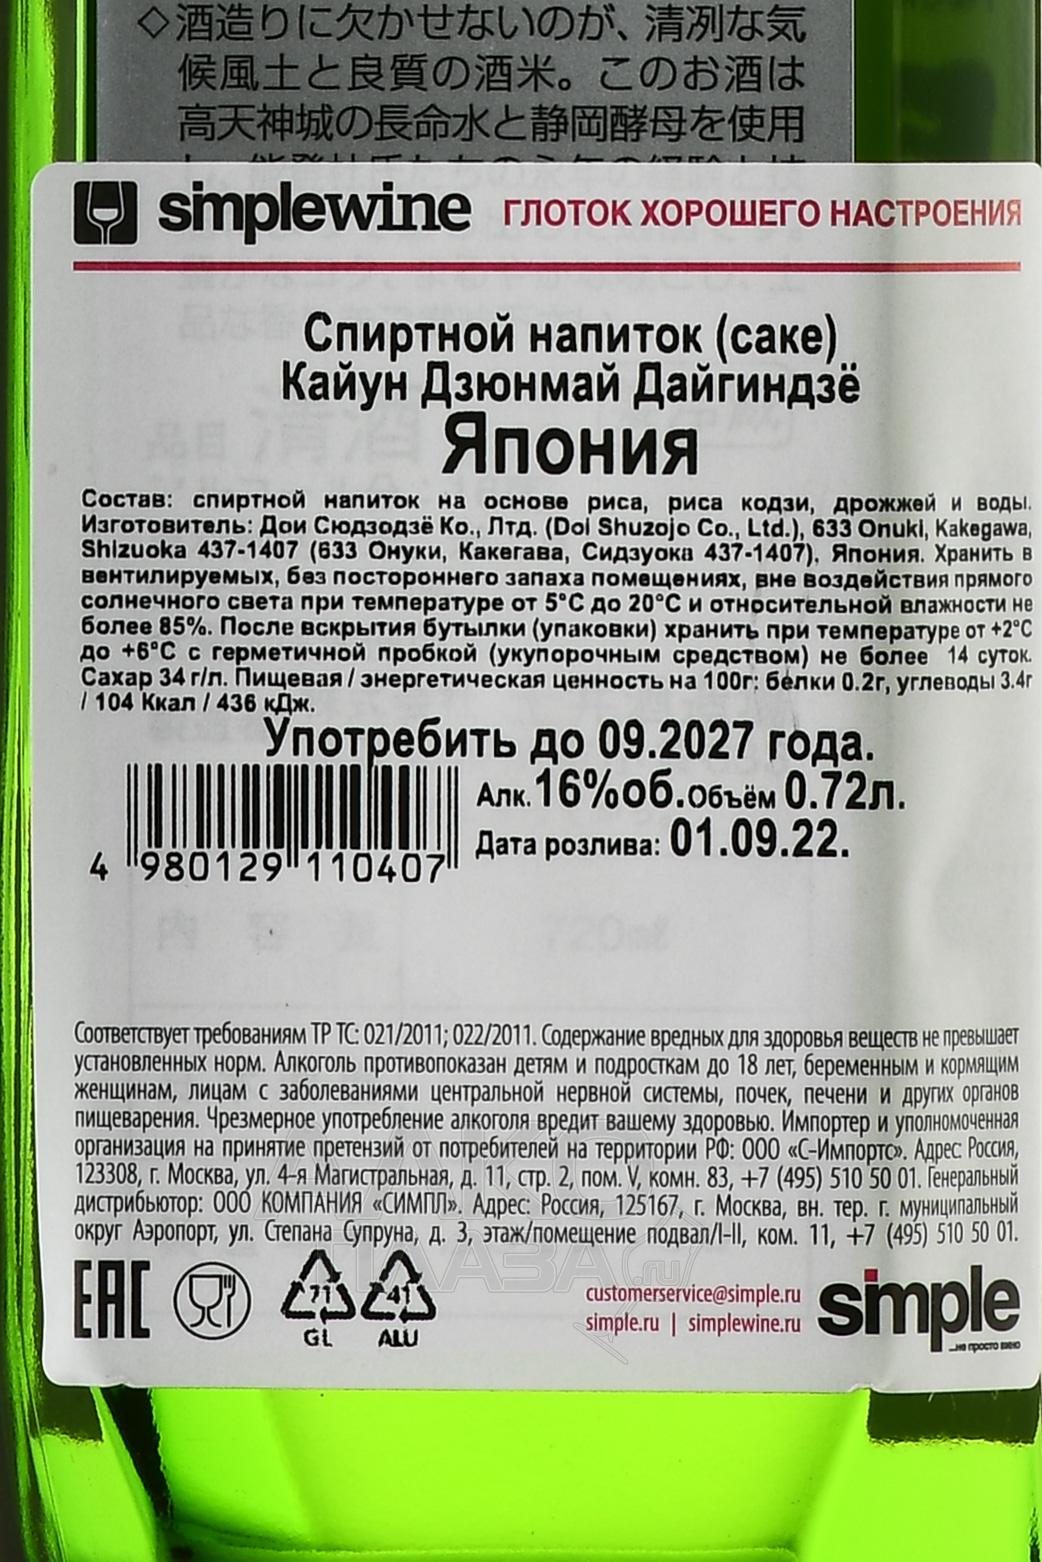 ◇酒造りに欠かせないのが、清冽な気
候風土と良質の酒米。このお酒は
高天神城の長命水と静岡酵母を使用
simplewine ГЛОТОК ХОРОШЕГО НАСТРОЕНИЯ
Спиртной напиток (саке)
Кайун Дзюнмай Дайгиндзё
Япония
Состав: спиртной напиток на основе риса, риса кодзи, дрожжей и воды.
Изготовитель: Дои Сюдзодзё Ко., Лтд. (Doi Shuzojo Co., Ltd.), 633 Onuki, Kakegawa,
Shizuoka 437-1407 (633 Онуки, Какегава, Сидзуока 437-1407), Япония. Хранить в
вентилируемых, без постороннего запаха помещениях, вне воздействия прямого
солнечного света при температуре от 5°С до 20°С и относительной влажности не
более 85%. После вскрытия бутылки (упаковки) хранить при температуре от +2°С
до +6°С с герметичной пробкой (укупорочным средством) не более 14 суток.
Сахар 34 г/л. Пищевая / энергетическая ценность на 100г: белки 0.2г, углеводы 3.4г
/ 104 Ккал / 436 кДж.
Употребить до 09.2027 года.
Алк. 16%об. Объём 0.72л.
Дата розлива: 01.09.22.
4 980129 110407
内 容 量 720ml
Соответствует требованиям ТР ТС: 021/2011; 022/2011. Содержание вредных для здоровья веществ не превышает
установленных норм. Алкоголь противопоказан детям и подросткам до 18 лет, беременным и кормящим
женщинам, лицам с заболеваниями центральной нервной системы, почек, печени и других органов
пищеварения. Чрезмерное употребление алкоголя вредит вашему здоровью. Импортер и уполномоченная
организация на принятие претензий от потребителей на территории РФ: ООО «С-Импортс». Адрес: Россия,
123308, г. Москва, ул. 4-я Магистральная, д. 11, стр. 2, пом. V, комн. 83, +7 (495) 510 50 01. Генеральный
дистрибьютор: ООО КОМПАНИЯ «СИМПЛ». Адрес: Россия, 125167, г. Москва, вн. тер. г. муниципальный
округ Аэропорт, ул. Степана Супруна, д. 3, этаж/помещение подвал/I-II, ком. 11, +7 (495) 510 50 01.
EAC
71 GL
41 ALU
customerservice@simple.ru
simple.ru | simplewine.ru
simple
...не просто вино
АЛКО
ПЛАЗА.ru